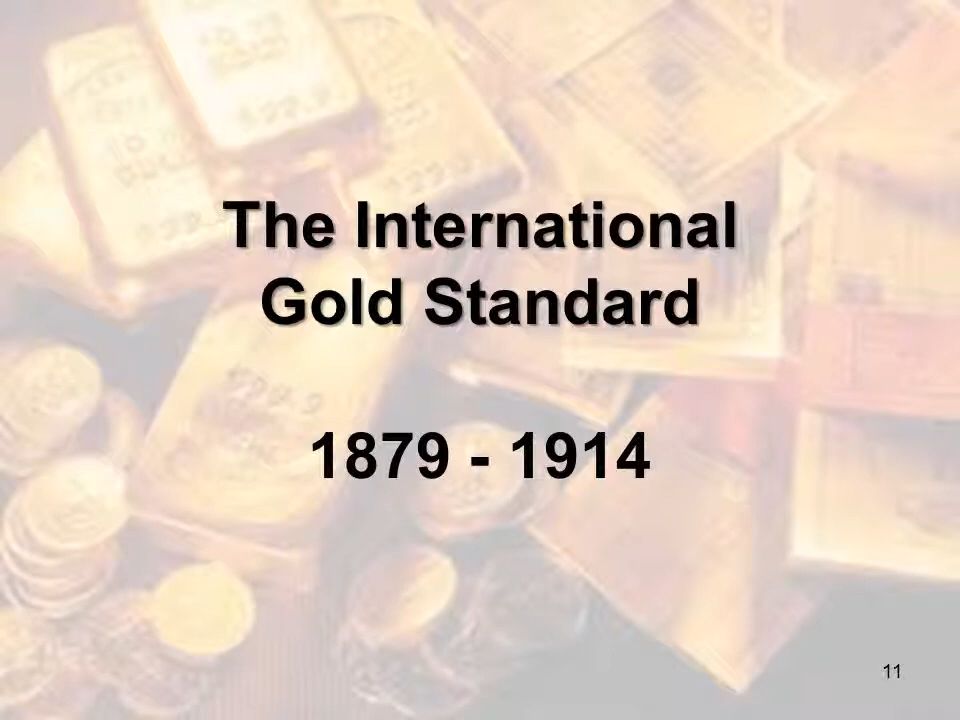 The International
Gold Standard
1879 - 1914
11